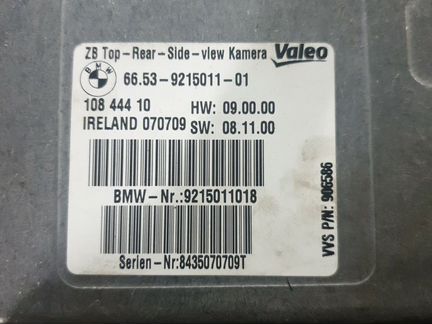 ZB Top-Rear-Side-view Kamera Valeo
BMW 66.53-9215011-01
108 444 10 HW: 09.00.00
IRELAND 070709 SW: 08.11.00
BMW-Nr.:9215011018
Serien-Nr:8435070709T
VVS P/N: 906586